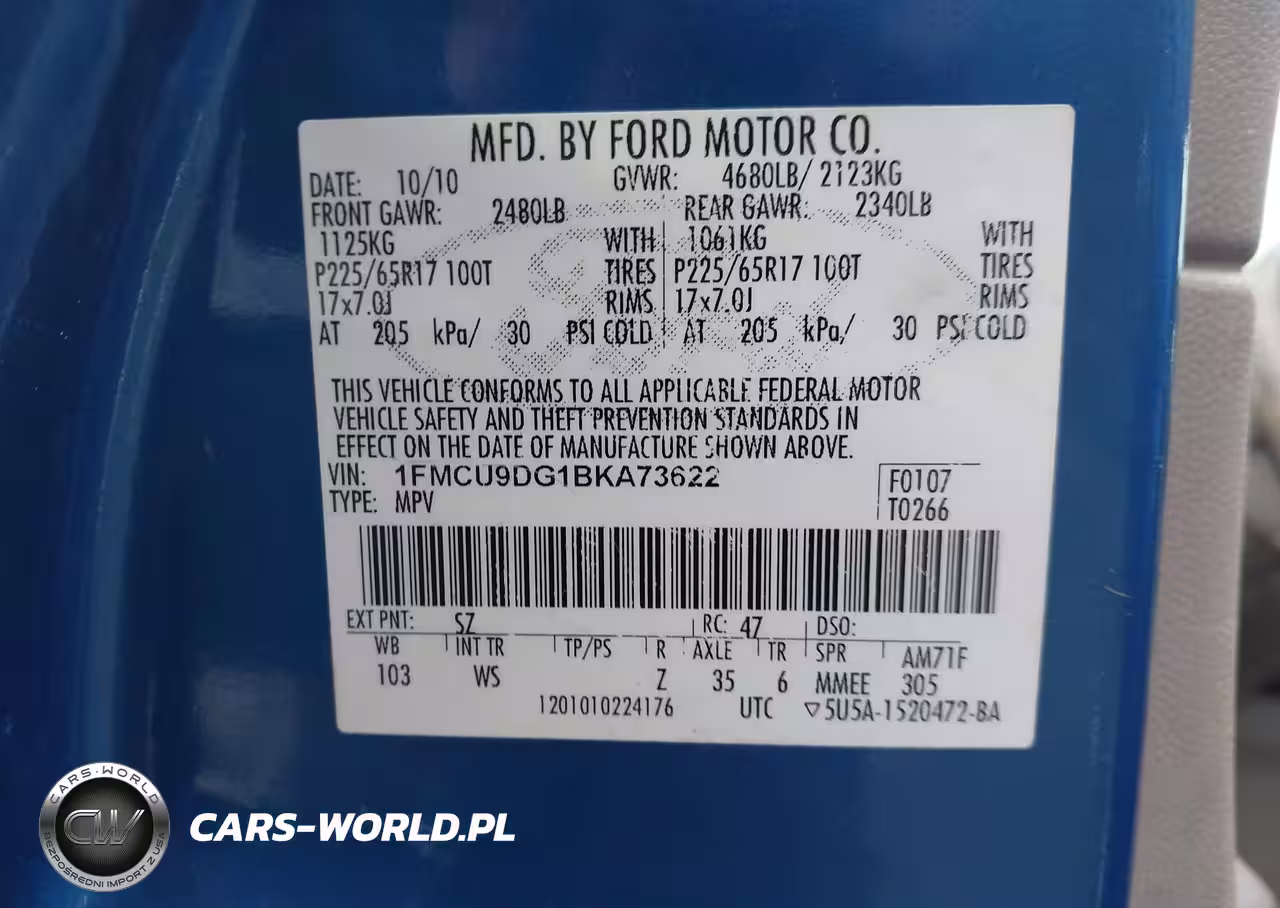 MFD. BY FORD MOTOR CO.
DATE: 10/10 GVWR: 4680LB/ 2123KG
FRONT GAWR: 2480LB REAR GAWR: 2340LB
1125KG WITH 1061KG WITH
P225/65R17 100T TIRES P225/65R17 100T TIRES
17x7.0J RIMS 17x7.0J RIMS
AT 205 kPa/ 30 PSI COLD AT 205 kPa/ 30 PSI COLD
THIS VEHICLE CONFORMS TO ALL APPLICABLE FEDERAL MOTOR
VEHICLE SAFETY AND THEFT PREVENTION STANDARDS IN
EFFECT ON THE DATE OF MANUFACTURE SHOWN ABOVE.
VIN: 1FMCU9DG1BKA73622 F0107
TYPE: MPV T0266
EXT PNT: SZ RC: 47 DSO:
WB INT TR TP/PS R AXLE TR SPR AM71F
103 WS Z 35 6 MMEE 305
1201010224176 UTC ▽5U5A-1520472-BA
CARS-WORLD
CW
BEZPOŚREDNI IMPORT Z USA
CARS-WORLD.PL